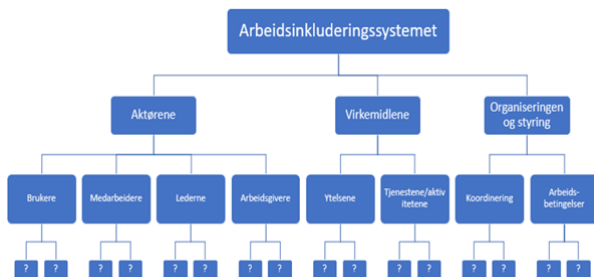 Arbeidsinkluderingssystemet
Aktørene
Virkemidlene
Organiseringen
og styring
Brukere
Medarbeidere
Lederne
Arbeidsgivere
Ytelsene
Tjenestene/aktiv
itetene
Koordinering
Arbeids-
betingelser
? ? ? ? ? ? ? ? ? ? ? ? ? ? ? ?